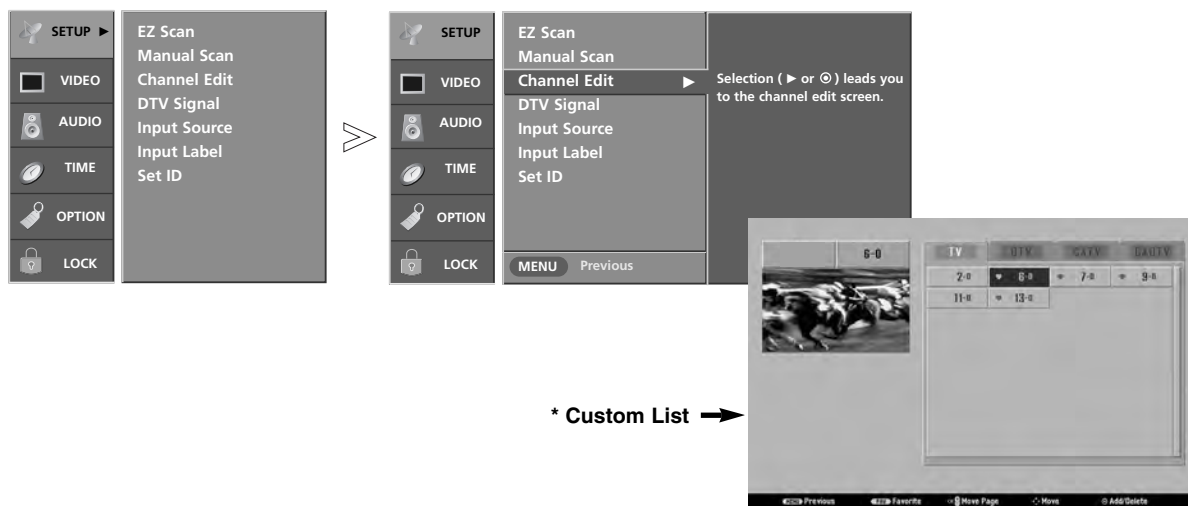 SETUP ►
VIDEO
AUDIO
TIME
OPTION
LOCK
EZ Scan
Manual Scan
Channel Edit
DTV Signal
Input Source
Input Label
Set ID
SETUP
VIDEO
AUDIO
TIME
OPTION
LOCK
EZ Scan
Manual Scan
Channel Edit ►
DTV Signal
Input Source
Input Label
Set ID
MENU Previous
Selection ( ► or ⊙ ) leads you
to the channel edit screen.
* Custom List
6-0
TV DTV CATV CADTV
2-0 6-0 7-0 9-0
11-0 13-0
MENU Previous FAV Favorite CH Move Page Move Add/Delete